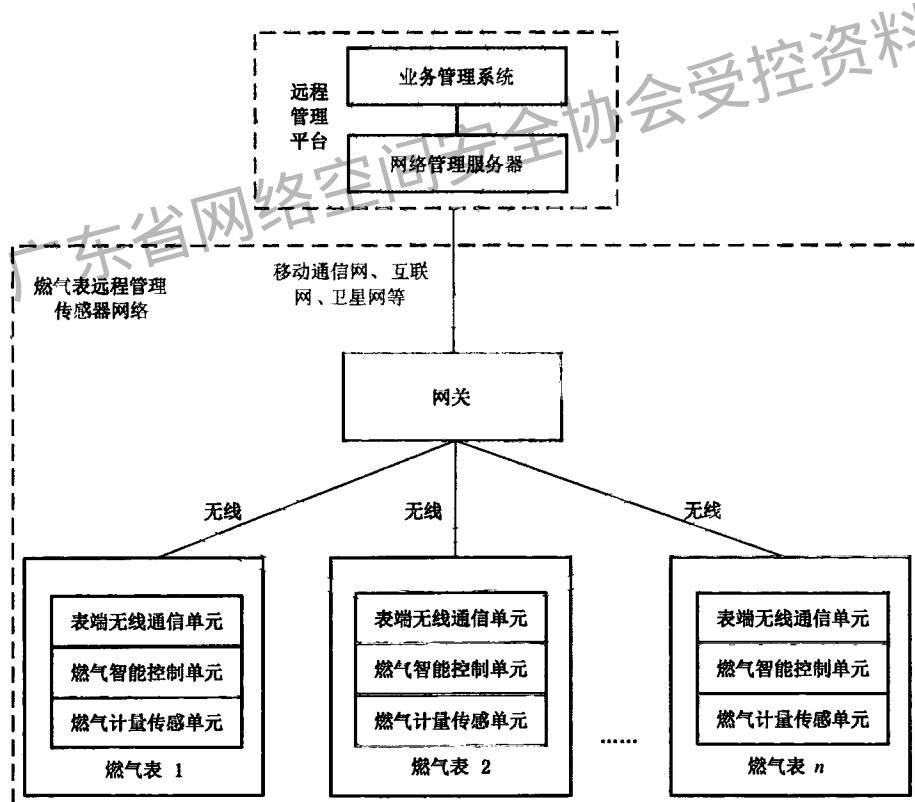 广东省网络空间安全协会受控资料
业务管理系统
远程
管理
平台
网络管理服务器
移动通信网、互联
网、卫星网等
燃气表远程管理
传感器网络
网关
无线
无线
无线
表端无线通信单元
燃气智能控制单元
燃气计量传感单元
燃气表 1
表端无线通信单元
燃气智能控制单元
燃气计量传感单元
燃气表 2
......
表端无线通信单元
燃气智能控制单元
燃气计量传感单元
燃气表 n